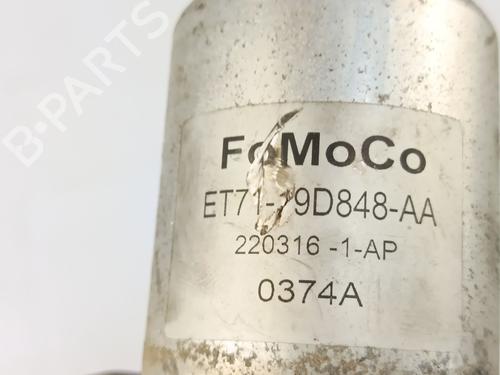 B-PARTS
FoMoCo
ET71-19D848-AA
220316 -1-AP
0374A